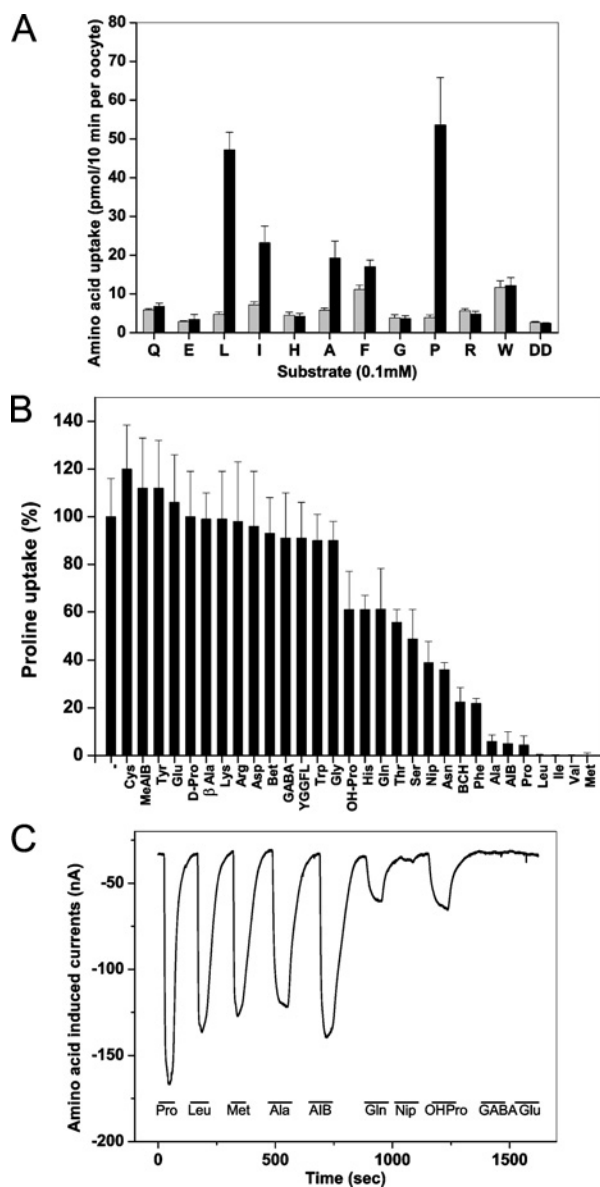 A
Amino acid uptake (pmol/10 min per oocyte)
80
70
60
50
40
30
20
10
0
Q E L I H A F G P R W DD
Substrate (0.1mM)
B
Proline uptake (%)
140
120
100
80
60
40
20
0
- Cys MeAIB Tyr Glu D-Pro β Ala Lys Arg Asp Bet GABA YGGFL Trp Gly OH-Pro His Gln Thr Ser Nip Asn BCH Phe Ala AIB Pro Leu Ile Val Met
C
Amino acid induced currents (nA)
-50
-100
-150
-200
Pro Leu Met Ala AIB Gln Nip OHPro GABA Glu
0 500 1000 1500
Time (sec)